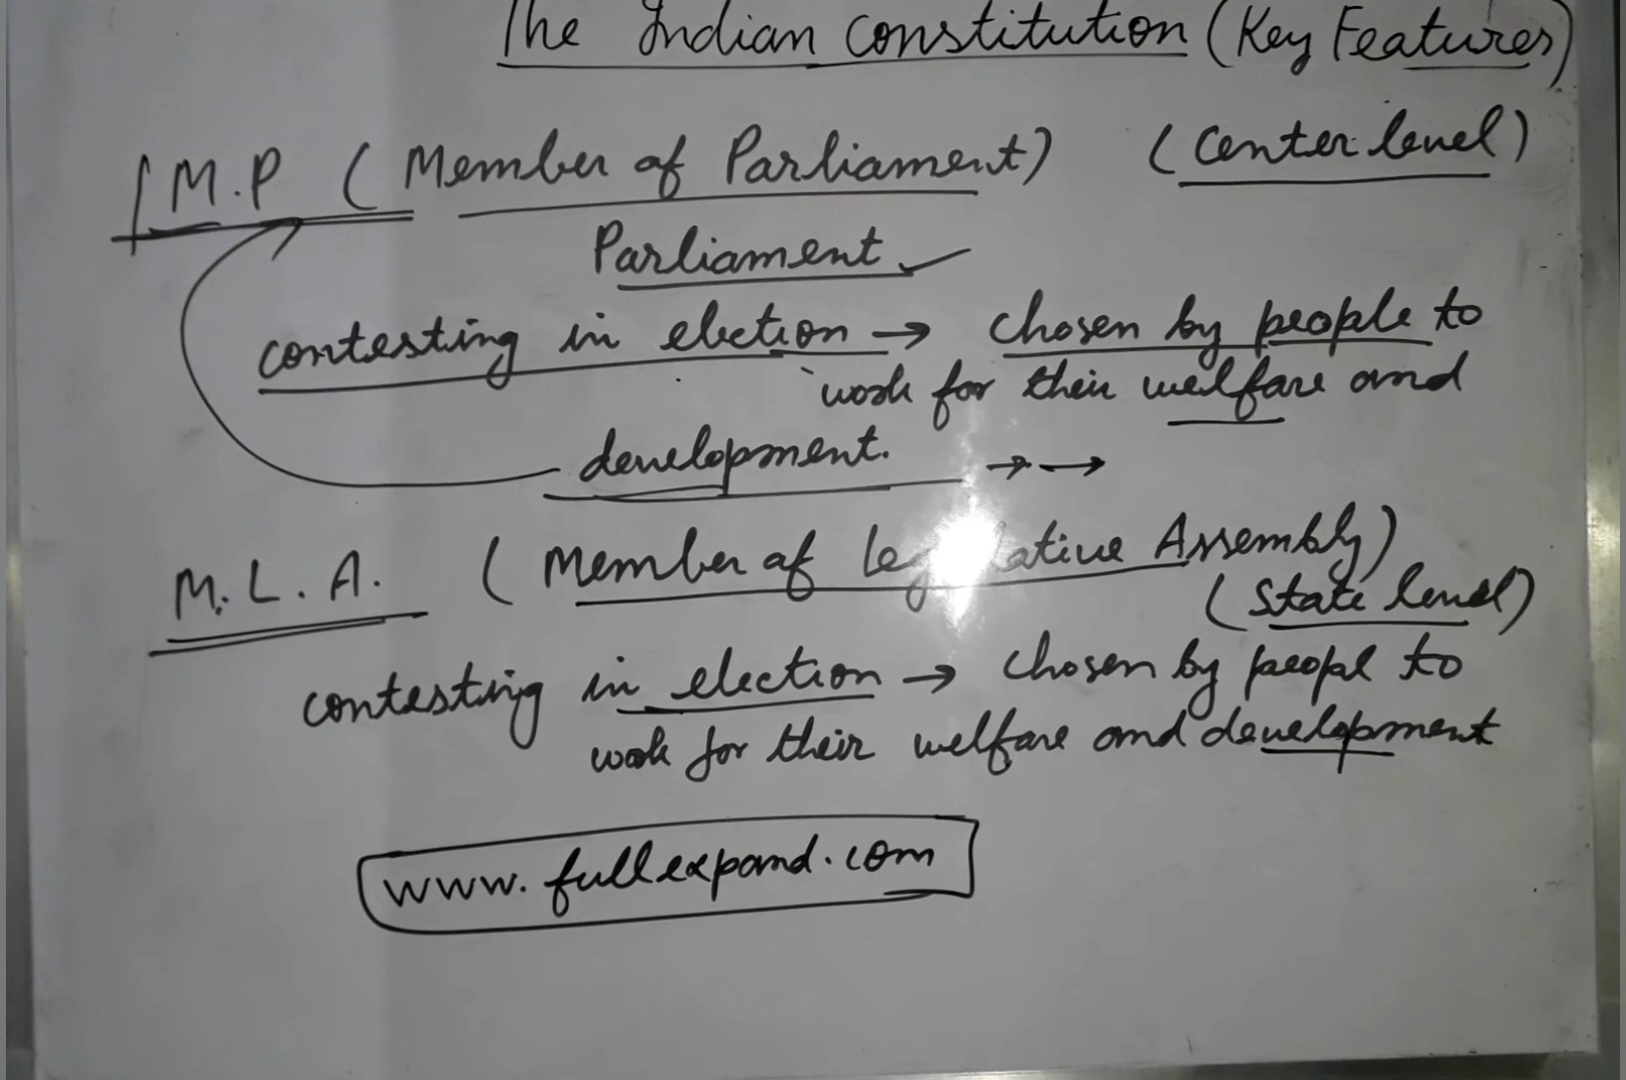 The Indian Constitution (Key Features)
M.P (Member of Parliament) (Center level)
Parliament
contesting in election → chosen by people to
work for their welfare and
development. →→
M.L.A. (Member of Legislative Assembly)
(State level)
contesting in election → chosen by peopl to
work for their welfare and development
www.fullexpand.com